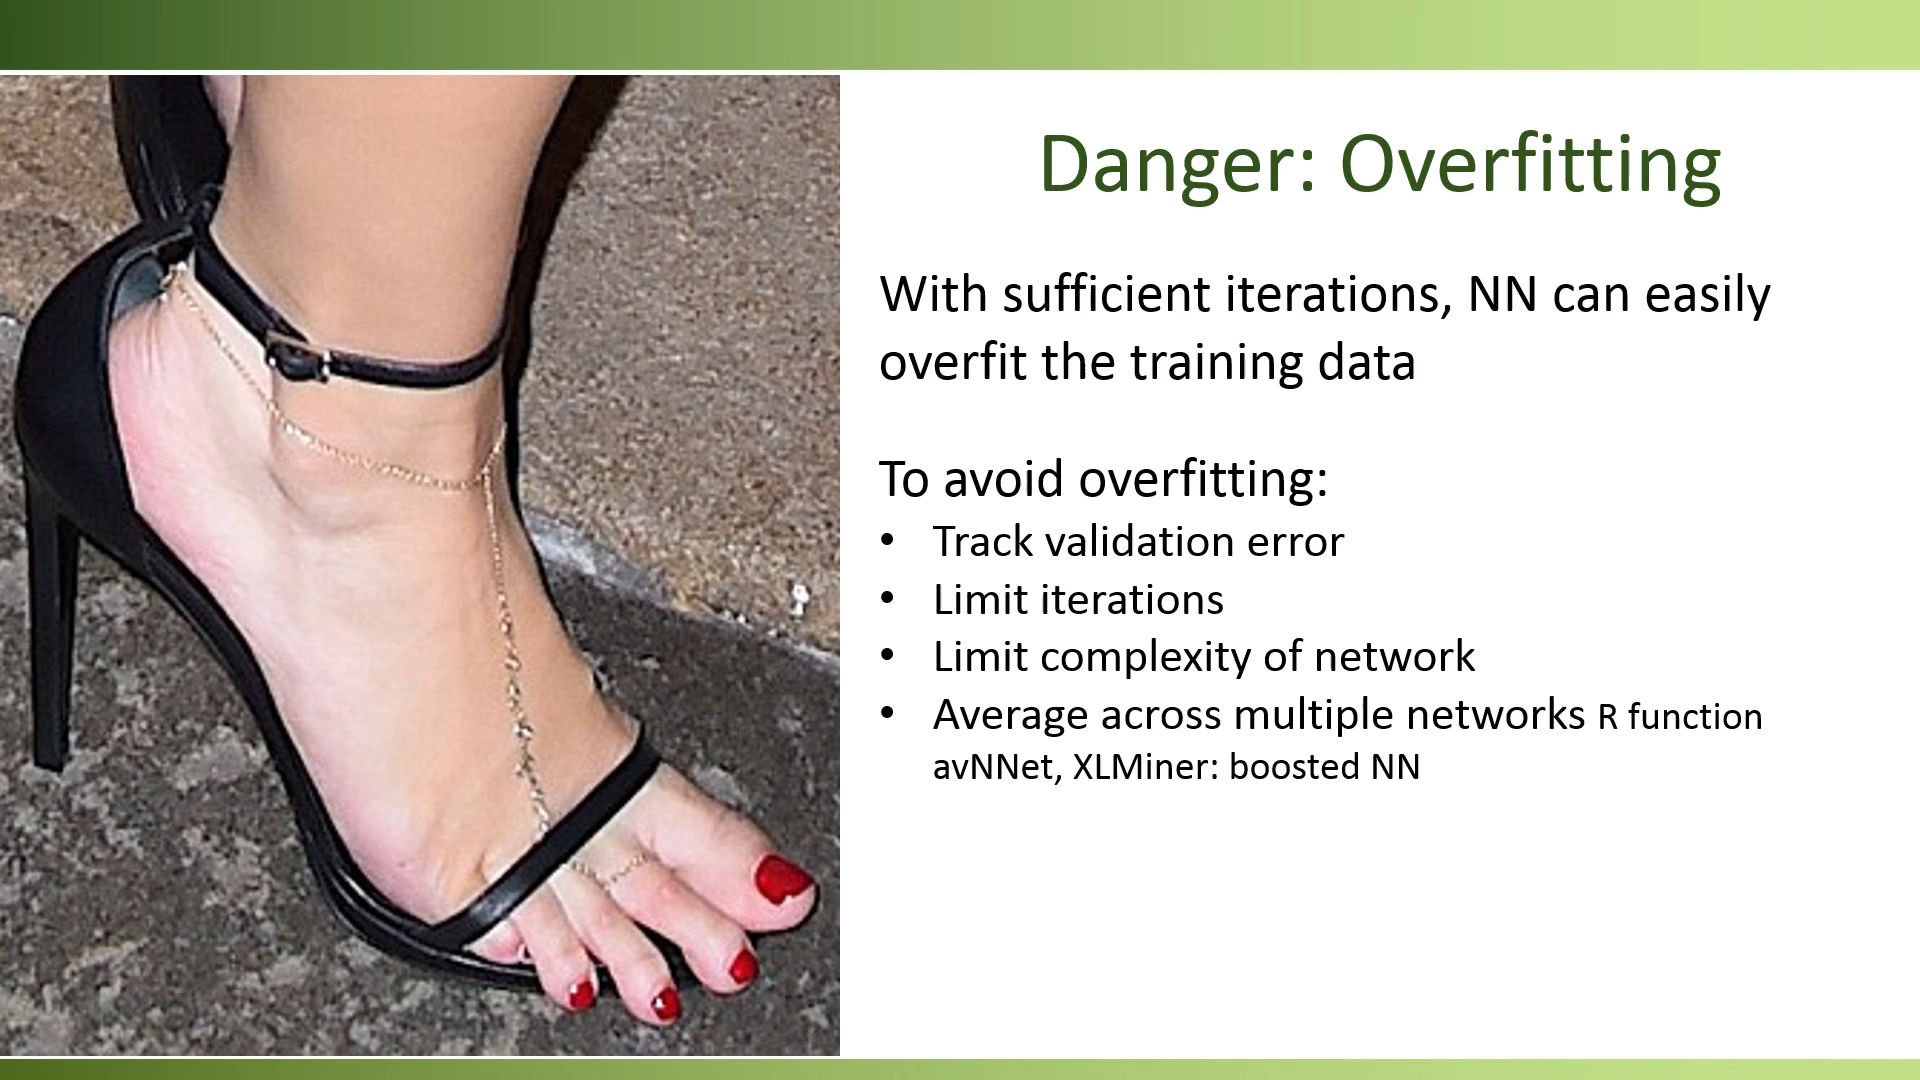 Danger: Overfitting
With sufficient iterations, NN can easily
overfit the training data
To avoid overfitting:
• Track validation error
• Limit iterations
• Limit complexity of network
• Average across multiple networks R function
avNNet, XLMiner: boosted NN